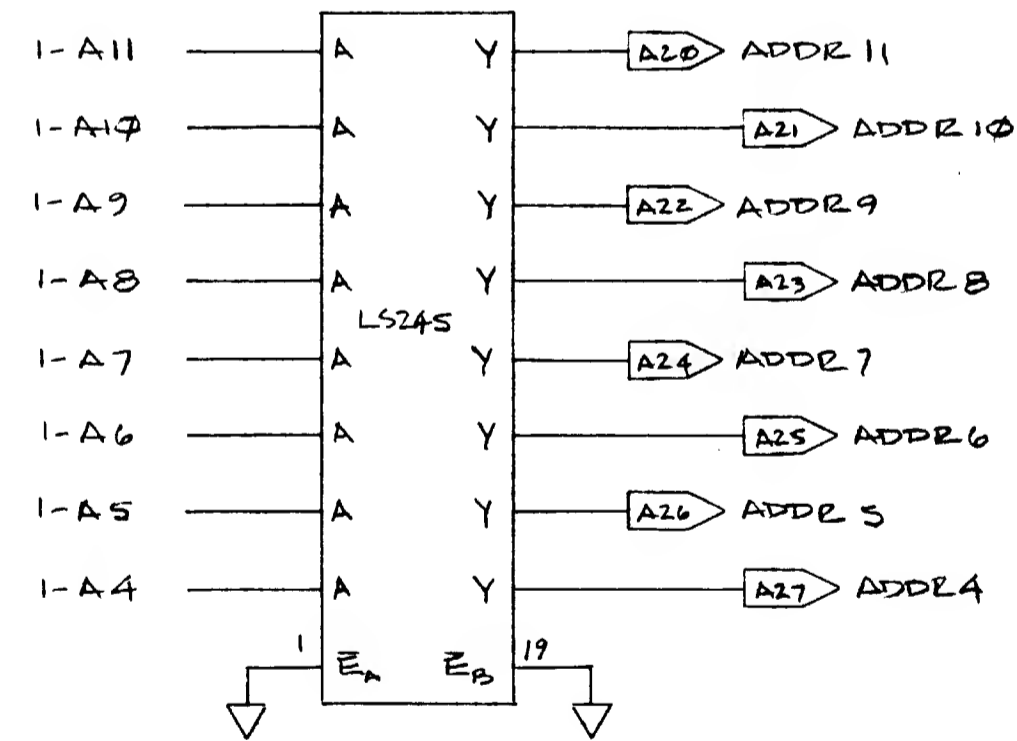 1-A11 A Y A20 ADDR 11
1-A10 A Y A21 ADDR 10
1-A9 A Y A22 ADDR 9
1-A8 A Y A23 ADDR 8
LS245
1-A7 A Y A24 ADDR 7
1-A6 A Y A25 ADDR 6
1-A5 A Y A26 ADDR 5
1-A4 A Y A27 ADDR 4
1 E̅A E̅B 19